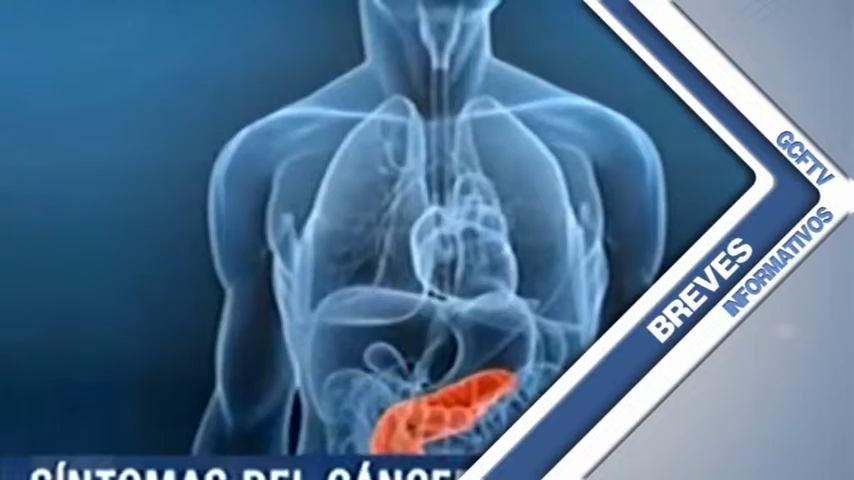 GCFTV
BREVES
INFORMATIVOS
SÍNTOMAS DEL